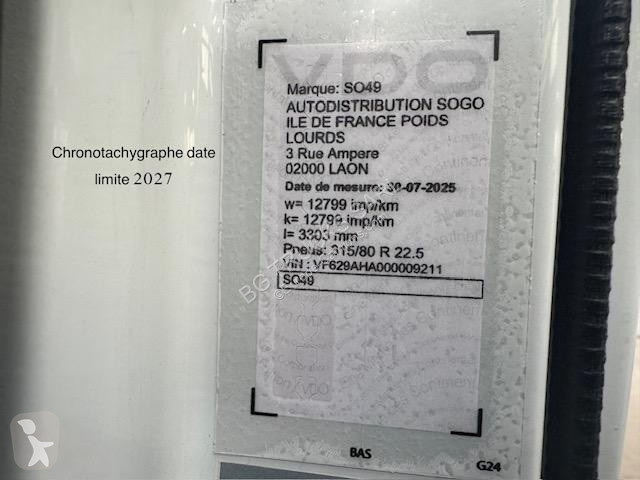 VDO
Marque: SO49
AUTODISTRIBUTION SOGO
ILE DE FRANCE POIDS
LOURDS
3 Rue Ampere
02000 LAON
Date de mesure: 30-07-2025
w= 12799 imp/km
k= 12799 imp/km
l= 3303 mm
Pneus: 315/80 R 22.5
VIN : VF629AHA000009211
SO49
BAS
G24
Chronotachygraphe date
limite 2027